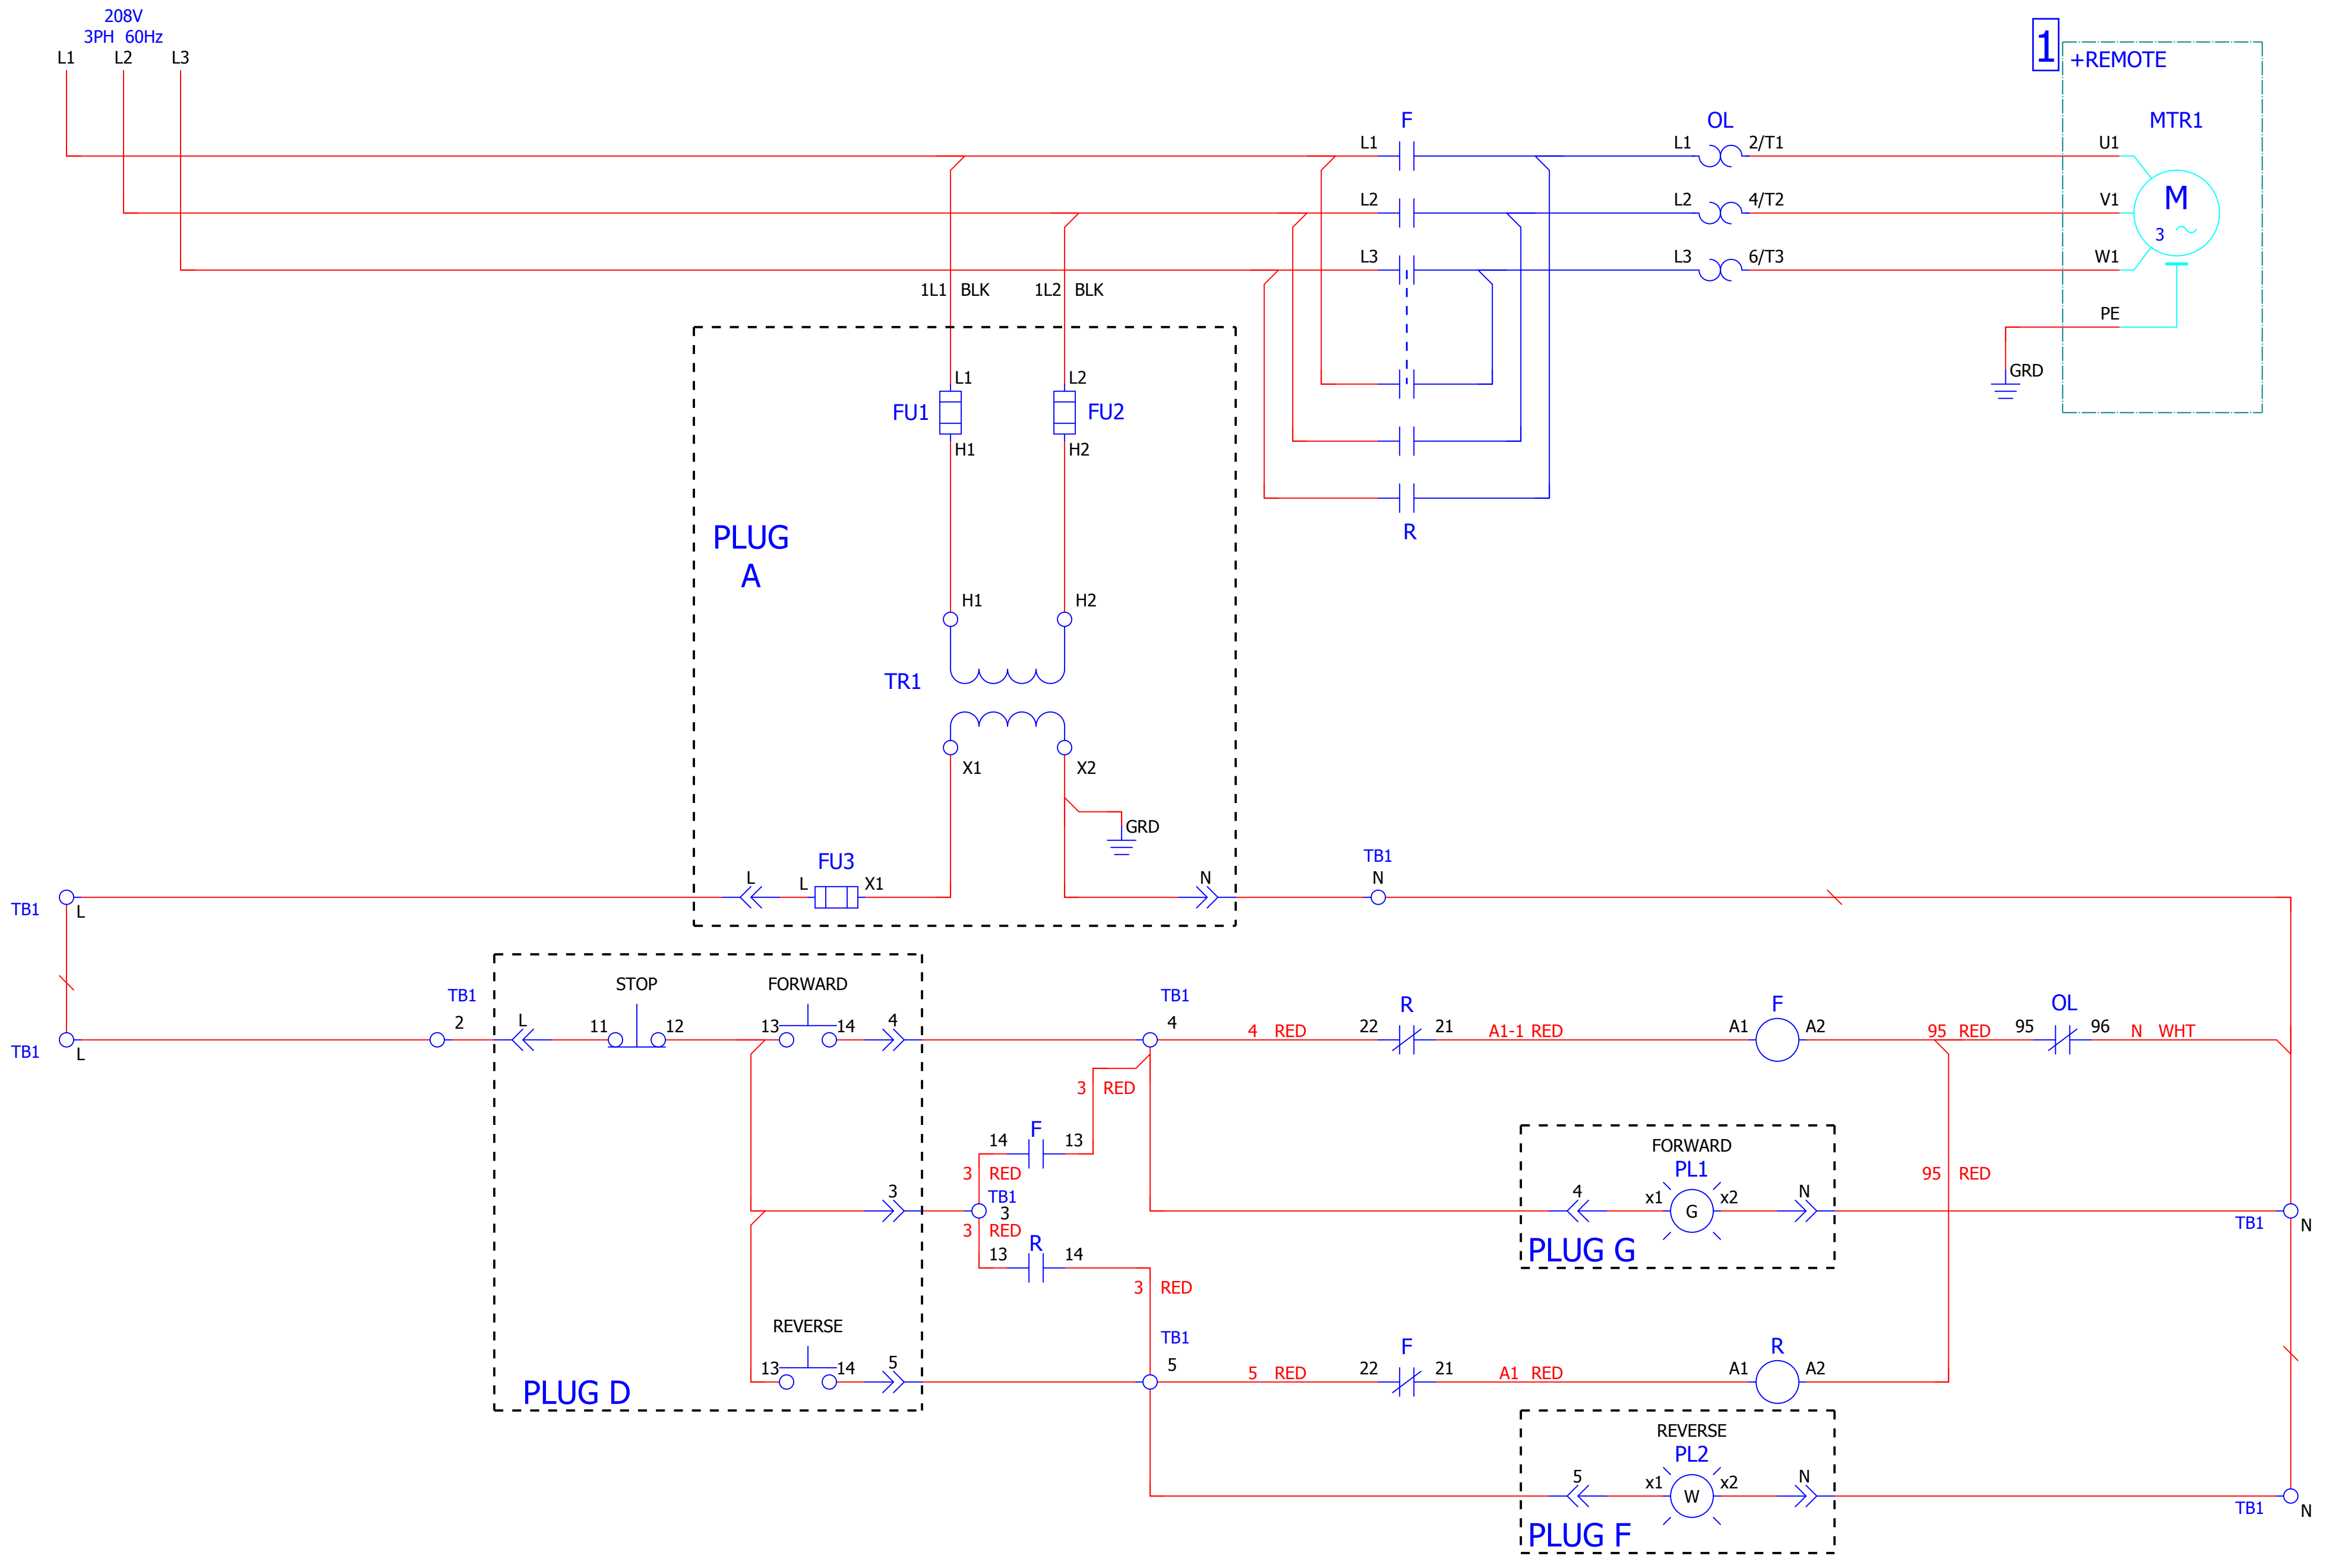 208V
3PH 60Hz
L1 L2 L3
1
+REMOTE
F
OL
MTR1
L1
L1 2/T1
U1
L2
L2 4/T2
V1
M
3
L3
L3 6/T3
W1
1L1 BLK
1L2 BLK
PE
GRD
L1
L2
FU1
FU2
H1
H2
R
PLUG
A
H1
H2
TR1
X1
X2
GRD
FU3
L
L
X1
N
TB1
N
TB1
L
STOP
FORWARD
TB1
2
L
11
12
13
14
4
TB1
4
4 RED
R
22
21
A1-1 RED
F
A1
A2
95 RED
OL
95
96
N WHT
TB1
L
3 RED
F
14
13
3 RED
TB1
3
3
3 RED
R
13
14
FORWARD
PL1
4
x1
G
x2
N
PLUG G
95 RED
TB1
N
3 RED
REVERSE
13
14
5
PLUG D
TB1
5
5 RED
F
22
21
A1 RED
R
A1
A2
REVERSE
PL2
5
x1
W
x2
N
PLUG F
TB1
N